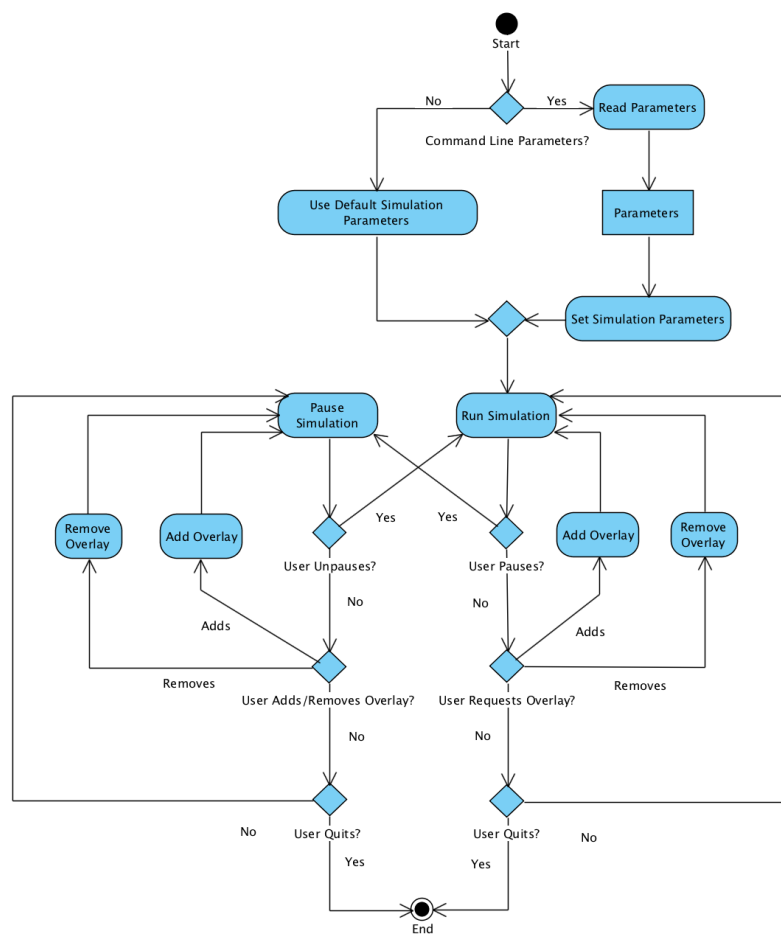 Start
No
Yes
Read Parameters
Command Line Parameters?
Use Default Simulation
Parameters
Parameters
Set Simulation Parameters
Pause
Simulation
Run Simulation
Remove
Overlay
Add Overlay
Yes
Yes
Add Overlay
Remove
Overlay
User Unpauses?
User Pauses?
No
No
Adds
Adds
Removes
Removes
User Adds/Removes Overlay?
User Requests Overlay?
No
No
No
User Quits?
User Quits?
No
Yes
Yes
End